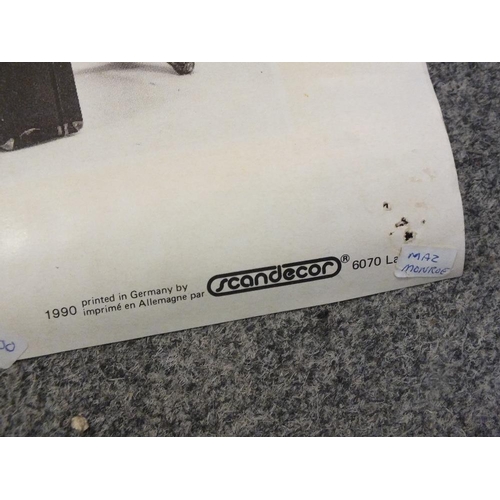 1990 printed in Germany by
imprimé en Allemagne par
scandecor® 6070 La
MAZ
MONROE